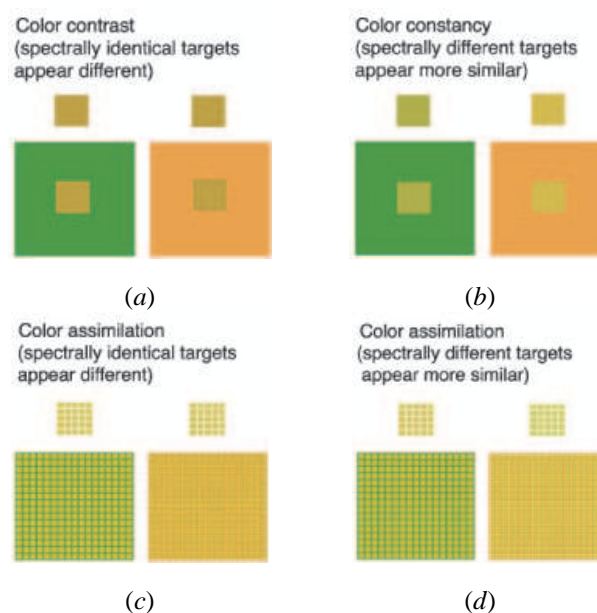 Color contrast
(spectrally identical targets
appear different)
Color constancy
(spectrally different targets
appear more similar)
(a)
(b)
Color assimilation
(spectrally identical targets
appear different)
Color assimilation
(spectrally different targets
appear more similar)
(c)
(d)